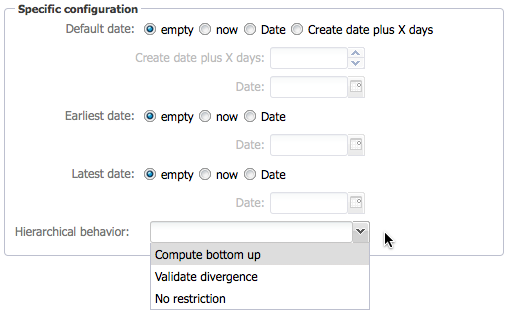 Specific configuration
Default date: empty now Date Create date plus X days
Create date plus X days:
Date:
Earliest date: empty now Date
Date:
Latest date: empty now Date
Date:
Hierarchical behavior:
Compute bottom up
Validate divergence
No restriction